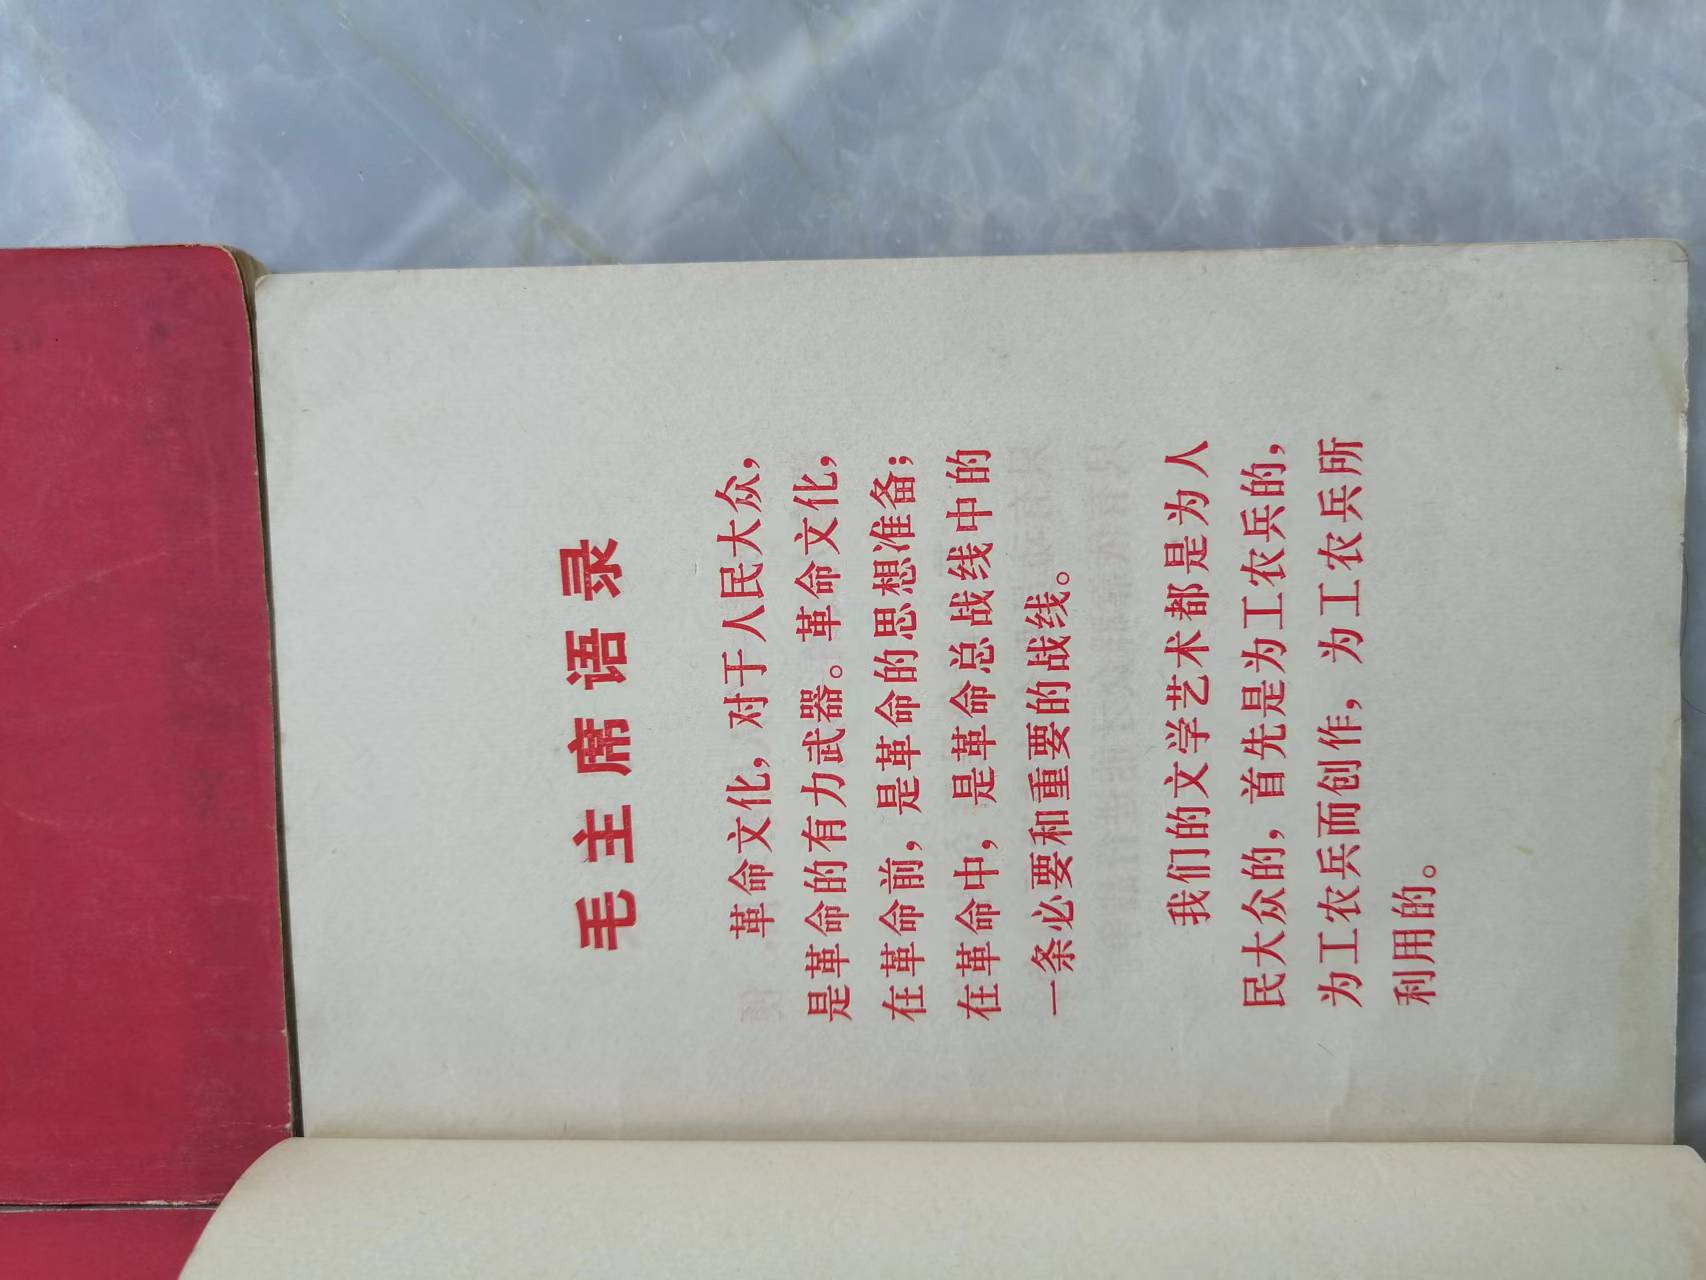 毛主席语录
革命文化，对于人民大众，
是革命的有力武器。革命文化，
在革命前，是革命的思想准备；
在革命中，是革命总战线中的
一条必要和重要的战线。
我们的文学艺术都是为人
民大众的，首先是为工农兵的，
为工农兵而创作，为工农兵所
利用的。